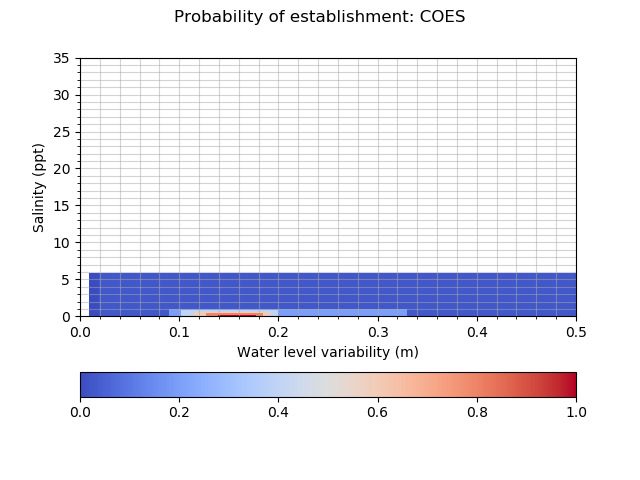 Probability of establishment: COES
35
30
25
20
15
10
5
0
Salinity (ppt)
0.0 0.1 0.2 0.3 0.4 0.5
Water level variability (m)
0.0 0.2 0.4 0.6 0.8 1.0